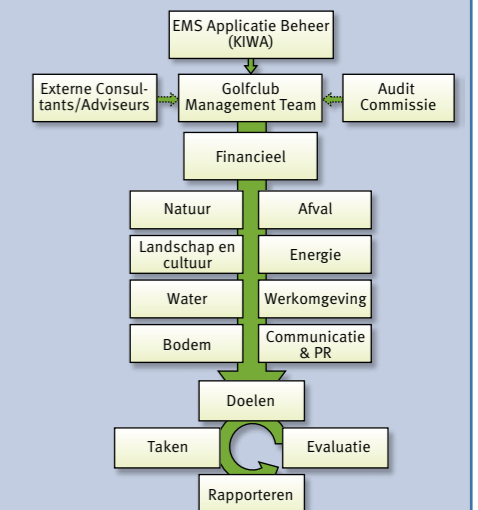 EMS Applicatie Beheer
(KIWA)
Externe Consul-
tants/Adviseurs
Golfclub
Management Team
Audit
Commissie
Financieel
Natuur
Afval
Landschap en
cultuur
Energie
Water
Werkomgeving
Bodem
Communicatie
& PR
Doelen
Taken
Evaluatie
Rapporteren